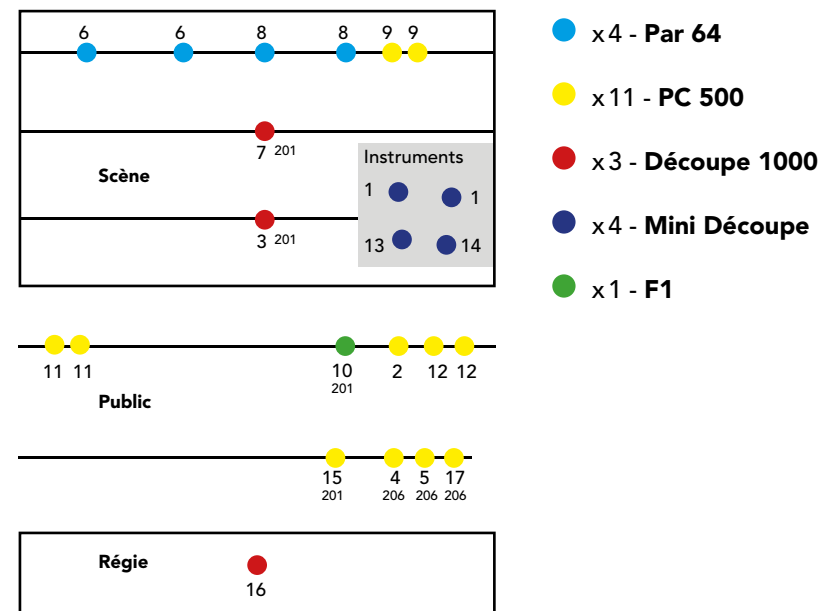 6 6 8 8 9 9
7 201
Scène
Instruments
1 1
3 201
13 14
11 11 10 2 12 12
201
Public
15 4 5 17
201 206 206 206
Régie
16
x4 - Par 64
x11 - PC 500
x3 - Découpe 1000
x4 - Mini Découpe
x1 - F1